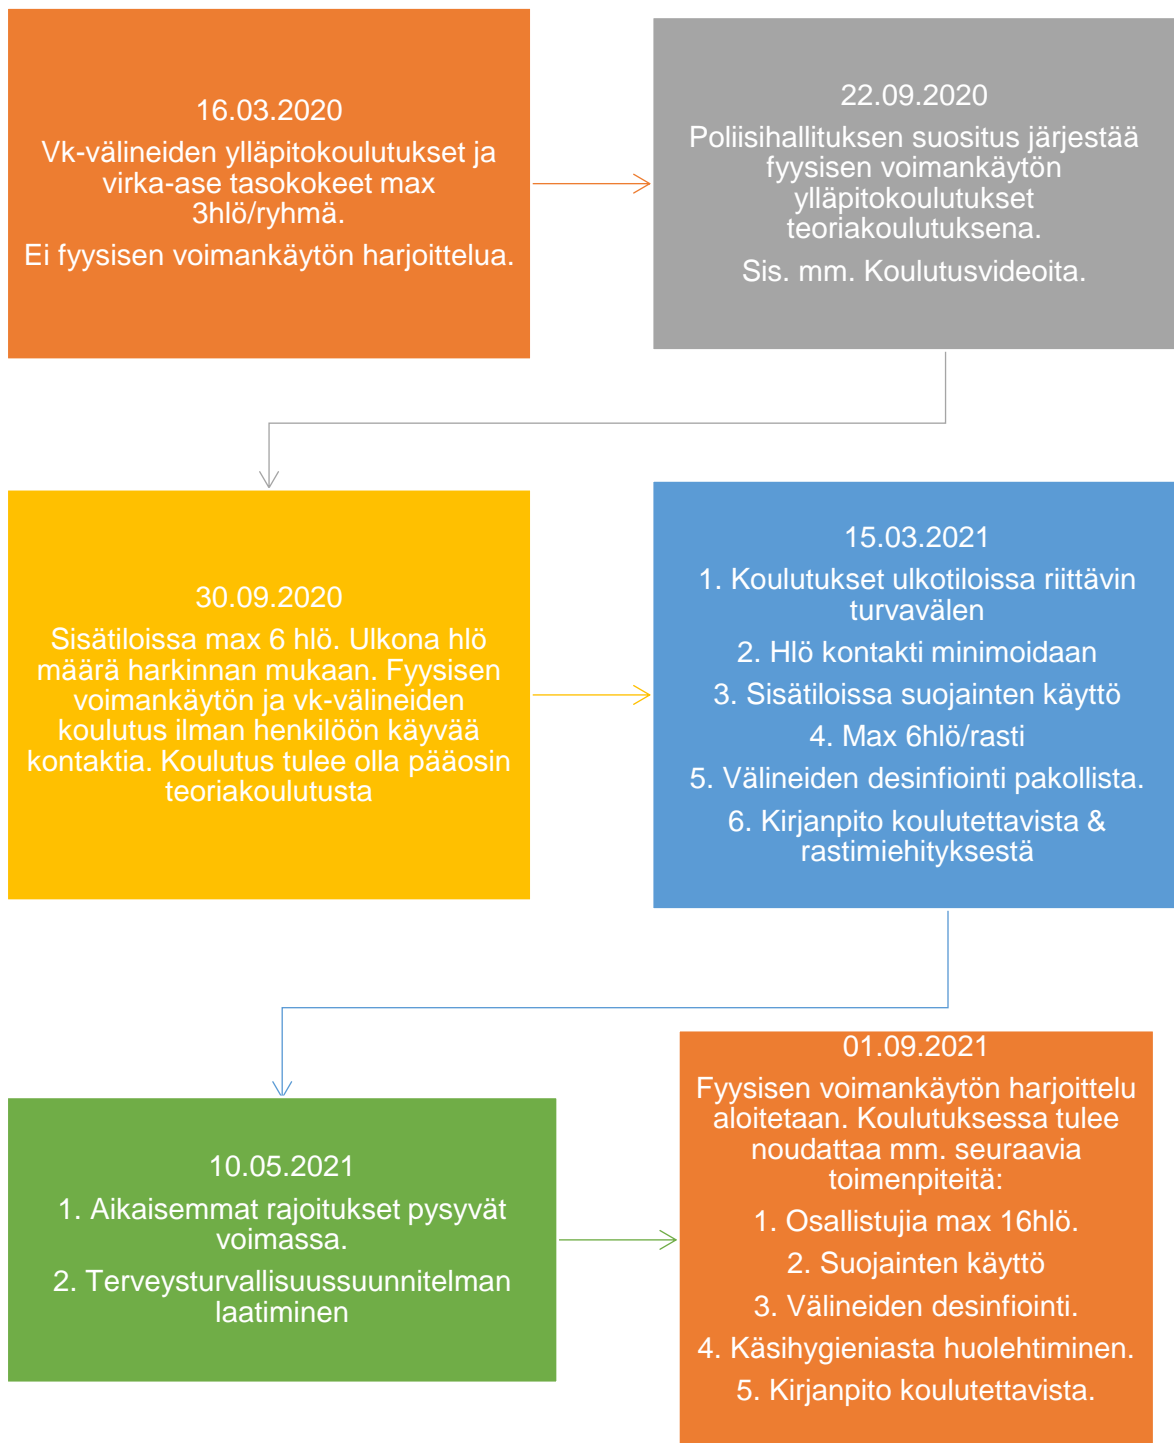 16.03.2020
Vk-välineiden ylläpitokoulutukset ja
virka-ase tasokokeet max
3hlö/ryhmä.
Ei fyysisen voimankäytön harjoittelua.
22.09.2020
Poliisihallituksen suositus järjestää
fyysisen voimankäytön
ylläpitokoulutukset
teoriakoulutuksena.
Sis. mm. Koulutusvideoita.
30.09.2020
Sisätiloissa max 6 hlö. Ulkona hlö
määrä harkinnan mukaan. Fyysisen
voimankäytön ja vk-välineiden
koulutus ilman henkilöön käyvää
kontaktia. Koulutus tulee olla pääosin
teoriakoulutusta
15.03.2021
1. Koulutukset ulkotiloissa riittävin
turvavälen
2. Hlö kontakti minimoidaan
3. Sisätiloissa suojainten käyttö
4. Max 6hlö/rasti
5. Välineiden desinfiointi pakollista.
6. Kirjanpito koulutettavista &
rastimiehityksestä
10.05.2021
1. Aikaisemmat rajoitukset pysyvät
voimassa.
2. Terveysturvallisuussuunnitelman
laatiminen
01.09.2021
Fyysisen voimankäytön harjoittelu
aloitetaan. Koulutuksessa tulee
noudattaa mm. seuraavia
toimenpiteitä:
1. Osallistujia max 16hlö.
2. Suojainten käyttö
3. Välineiden desinfiointi.
4. Käsihygieniasta huolehtiminen.
5. Kirjanpito koulutettavista.